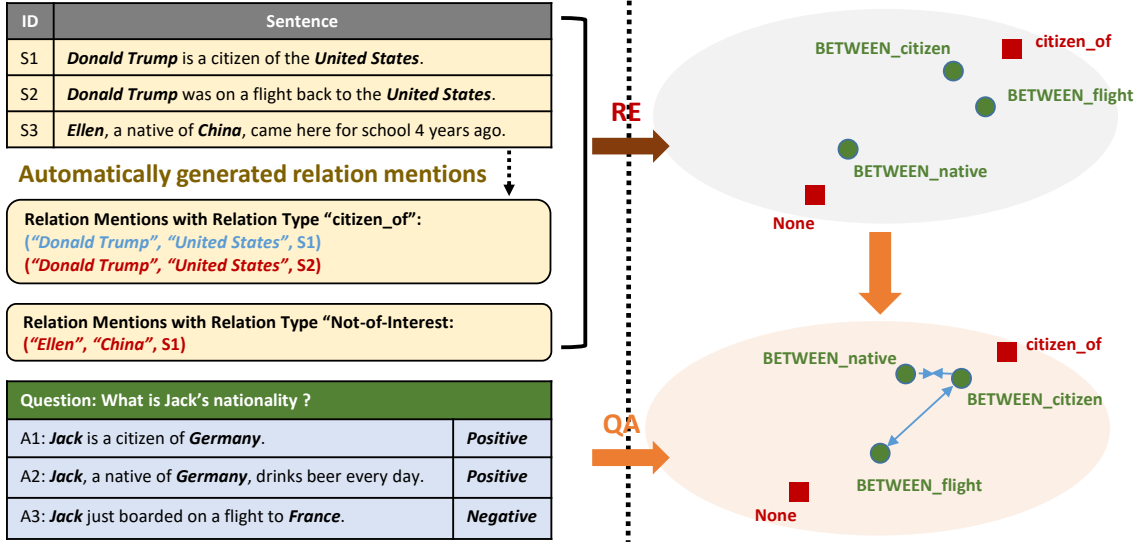 ID Sentence
S1 Donald Trump is a citizen of the United States.
S2 Donald Trump was on a flight back to the United States.
S3 Ellen, a native of China, came here for school 4 years ago.
Automatically generated relation mentions
Relation Mentions with Relation Type “citizen_of”:
(“Donald Trump”, “United States”, S1)
(“Donald Trump”, “United States”, S2)
Relation Mentions with Relation Type “Not-of-Interest:
(“Ellen”, “China”, S1)
Question: What is Jack’s nationality ?
A1: Jack is a citizen of Germany. Positive
A2: Jack, a native of Germany, drinks beer every day. Positive
A3: Jack just boarded on a flight to France. Negative
RE
QA
BETWEEN_citizen
citizen_of
BETWEEN_flight
BETWEEN_native
None
citizen_of
BETWEEN_native
BETWEEN_citizen
BETWEEN_flight
None